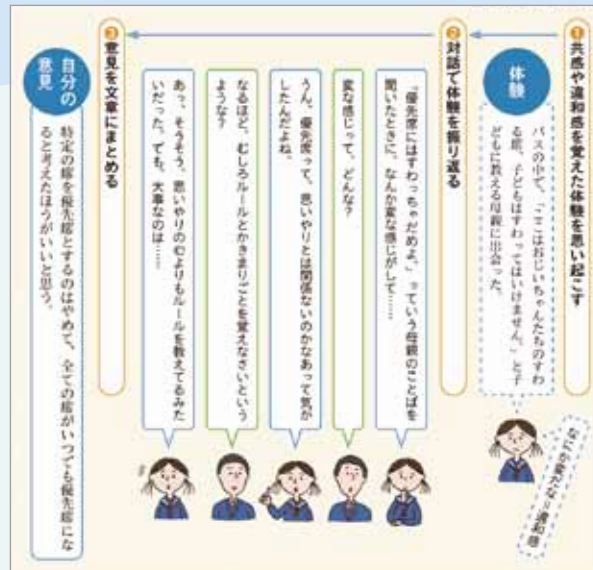 ❶共感や違和感を覚えた体験を思い起こす
体験
バスの中で、「ここはおじいちゃんたちのすわ
る席、子どもはすわってはいけません。」と子
どもに教える母親に出会った。
なにか変だな＝違和感
❷対話で体験を振り返る
「優先席にはすわっちゃだめよ。」っていう母親のことばを
聞いたときに、なんか変な感じがして……
変な感じって、どんな？
うん、優先席って、思いやりとは関係ないのかなあって気が
したんだよね。
なるほど、むしろルールとかきまりごとを覚えなさいという
ような？
あっ、そうそう、思いやりの心よりもルールを教えてるみた
いだった。でも、大事なのは……
❸意見を文章にまとめる
自分の
意見
特定の席を優先席とするのはやめて、全ての席がいつでも優先席にな
ると考えたほうがいいと思う。